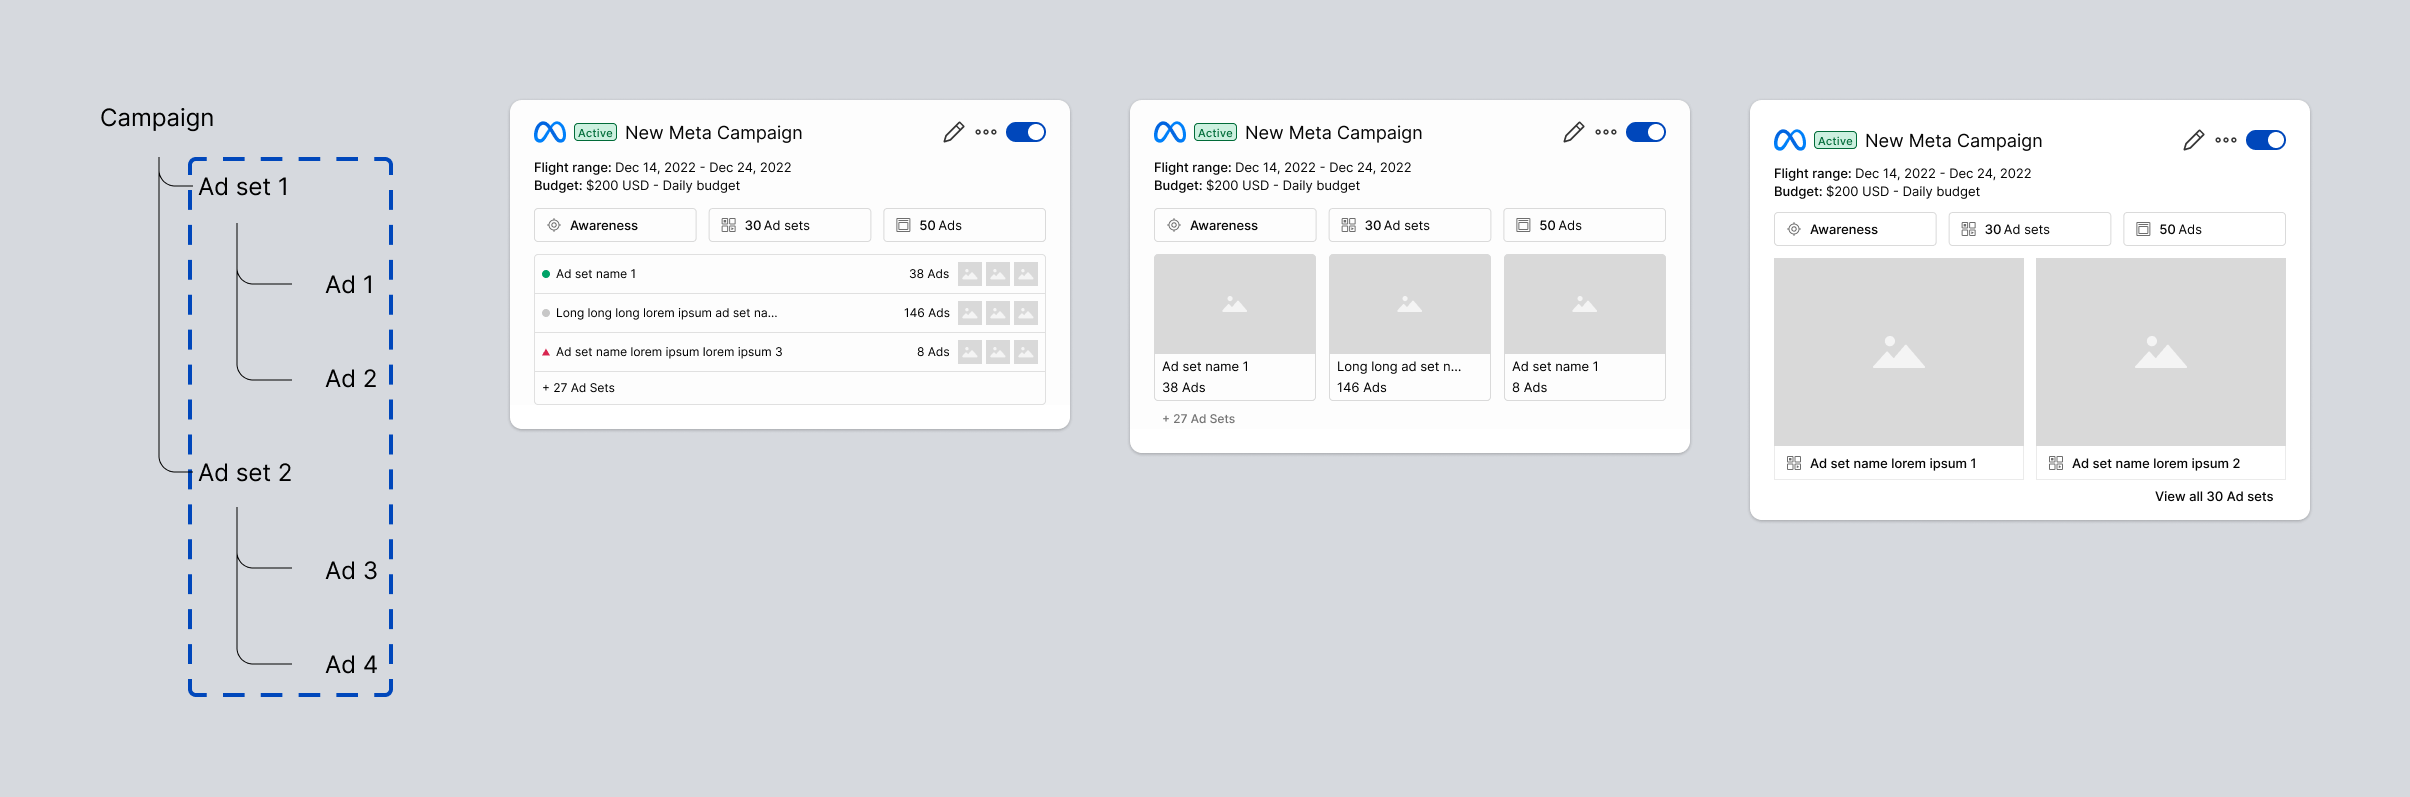 Campaign
Ad set 1
Ad 1
Ad 2
Ad set 2
Ad 3
Ad 4
Active New Meta Campaign
Flight range: Dec 14, 2022 - Dec 24, 2022
Budget: $200 USD - Daily budget
Awareness
30 Ad sets
50 Ads
Ad set name 1 38 Ads
Long long long lorem ipsum ad set na... 146 Ads
Ad set name lorem ipsum lorem ipsum 3 8 Ads
+ 27 Ad Sets
Active New Meta Campaign
Flight range: Dec 14, 2022 - Dec 24, 2022
Budget: $200 USD - Daily budget
Awareness
30 Ad sets
50 Ads
Ad set name 1
38 Ads
Long long ad set n...
146 Ads
Ad set name 1
8 Ads
+ 27 Ad Sets
Active New Meta Campaign
Flight range: Dec 14, 2022 - Dec 24, 2022
Budget: $200 USD - Daily budget
Awareness
30 Ad sets
50 Ads
Ad set name lorem ipsum 1
Ad set name lorem ipsum 2
View all 30 Ad sets